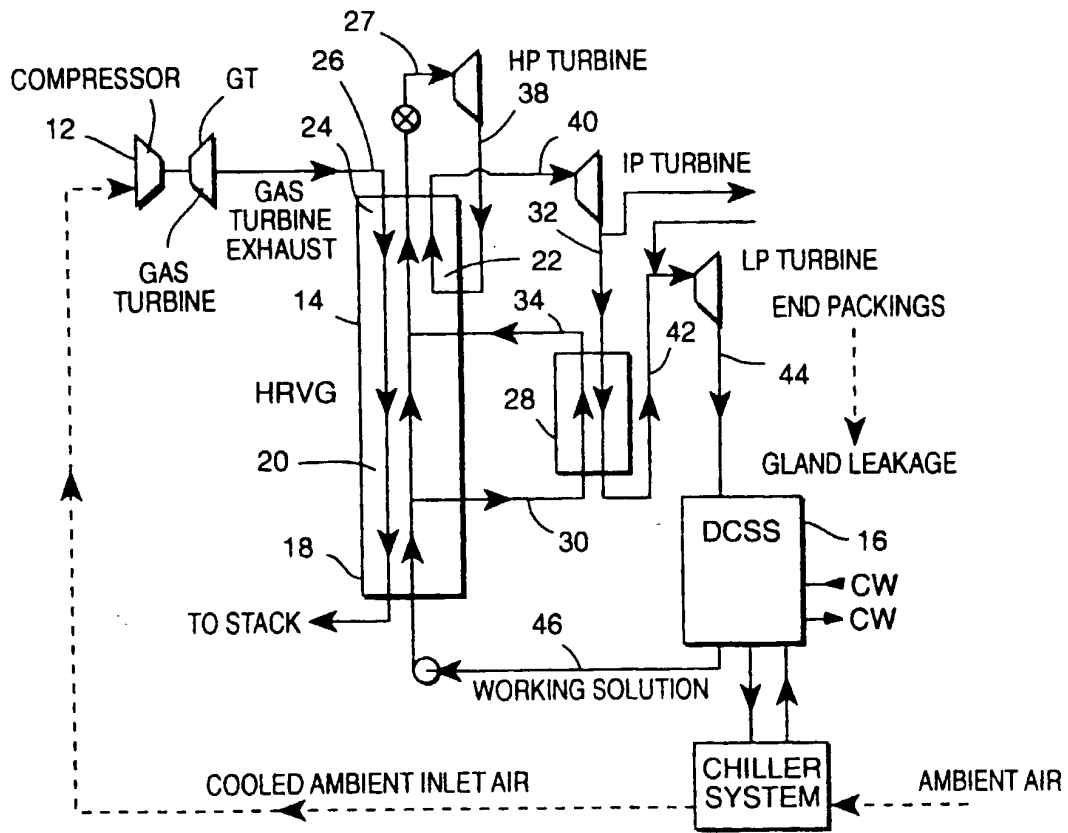 27
HP TURBINE
COMPRESSOR
GT
26
38
12
24
40
IP TURBINE
GAS
TURBINE
EXHAUST
32
22
LP TURBINE
GAS
TURBINE
14
34
END PACKINGS
42
44
HRVG
28
20
GLAND LEAKAGE
DCSS
16
30
18
CW
CW
TO STACK
46
WORKING SOLUTION
CHILLER
SYSTEM
COOLED AMBIENT INLET AIR
AMBIENT AIR